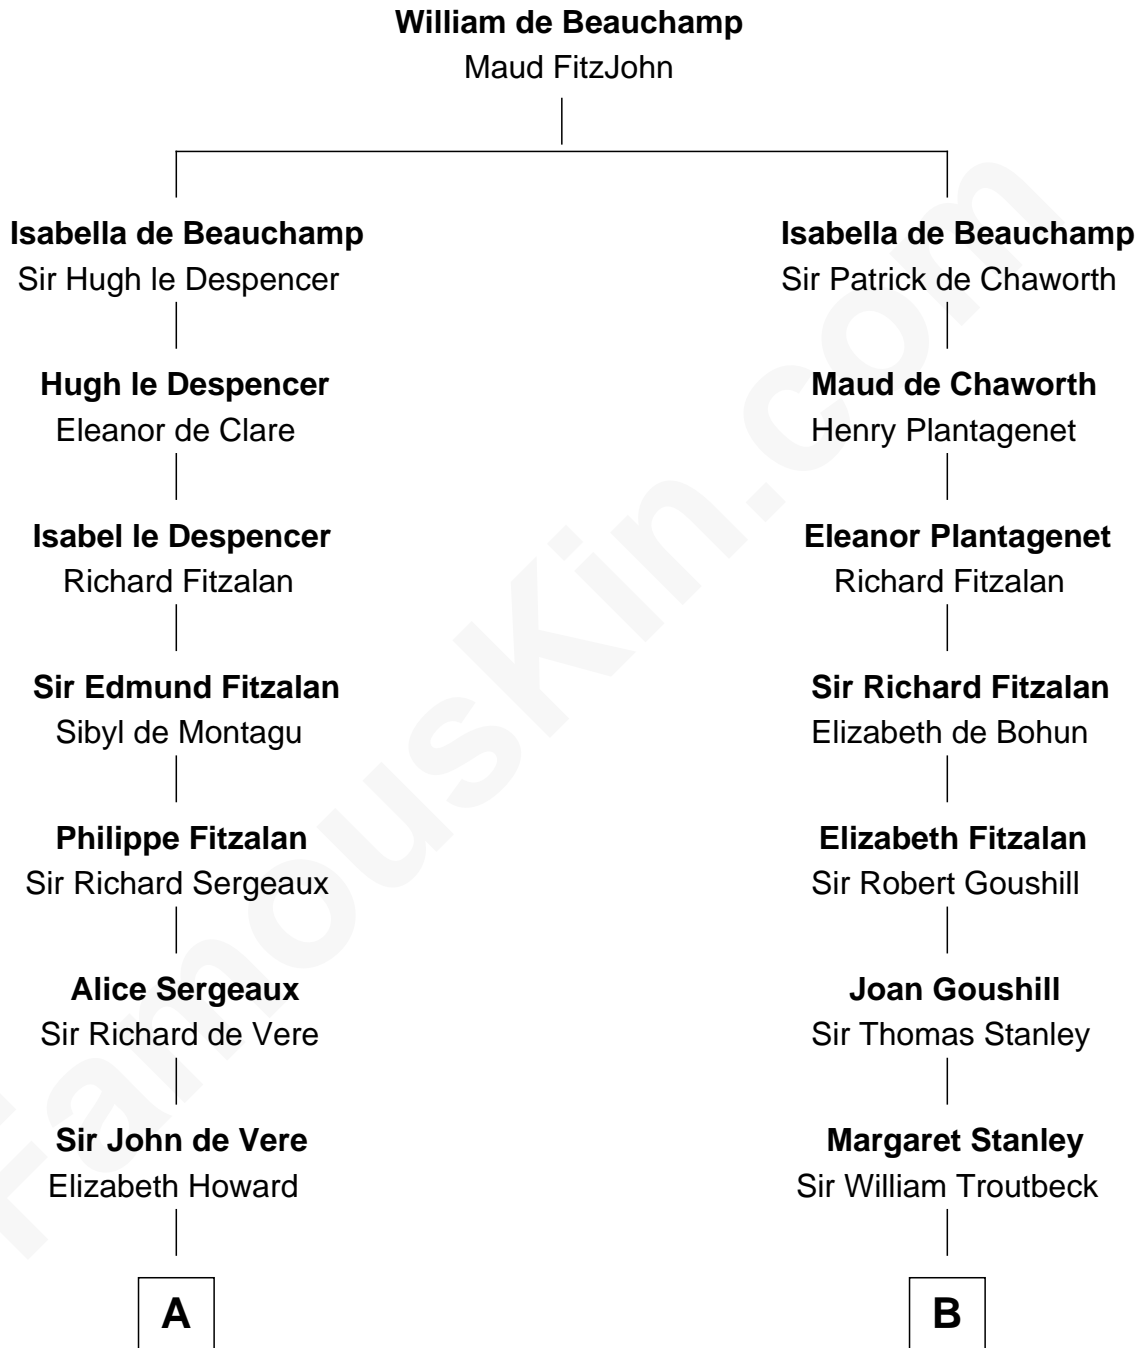 William de Beauchamp
Maud FitzJohn
Isabella de Beauchamp
Sir Hugh le Despencer
Hugh le Despencer
Eleanor de Clare
Isabel le Despencer
Richard Fitzalan
Sir Edmund Fitzalan
Sibyl de Montagu
Philippe Fitzalan
Sir Richard Sergeaux
Alice Sergeaux
Sir Richard de Vere
Sir John de Vere
Elizabeth Howard
A
Isabella de Beauchamp
Sir Patrick de Chaworth
Maud de Chaworth
Henry Plantagenet
Eleanor Plantagenet
Richard Fitzalan
Sir Richard Fitzalan
Elizabeth de Bohun
Elizabeth Fitzalan
Sir Robert Goushill
Joan Goushill
Sir Thomas Stanley
Margaret Stanley
Sir William Troutbeck
B
FamousKin.com